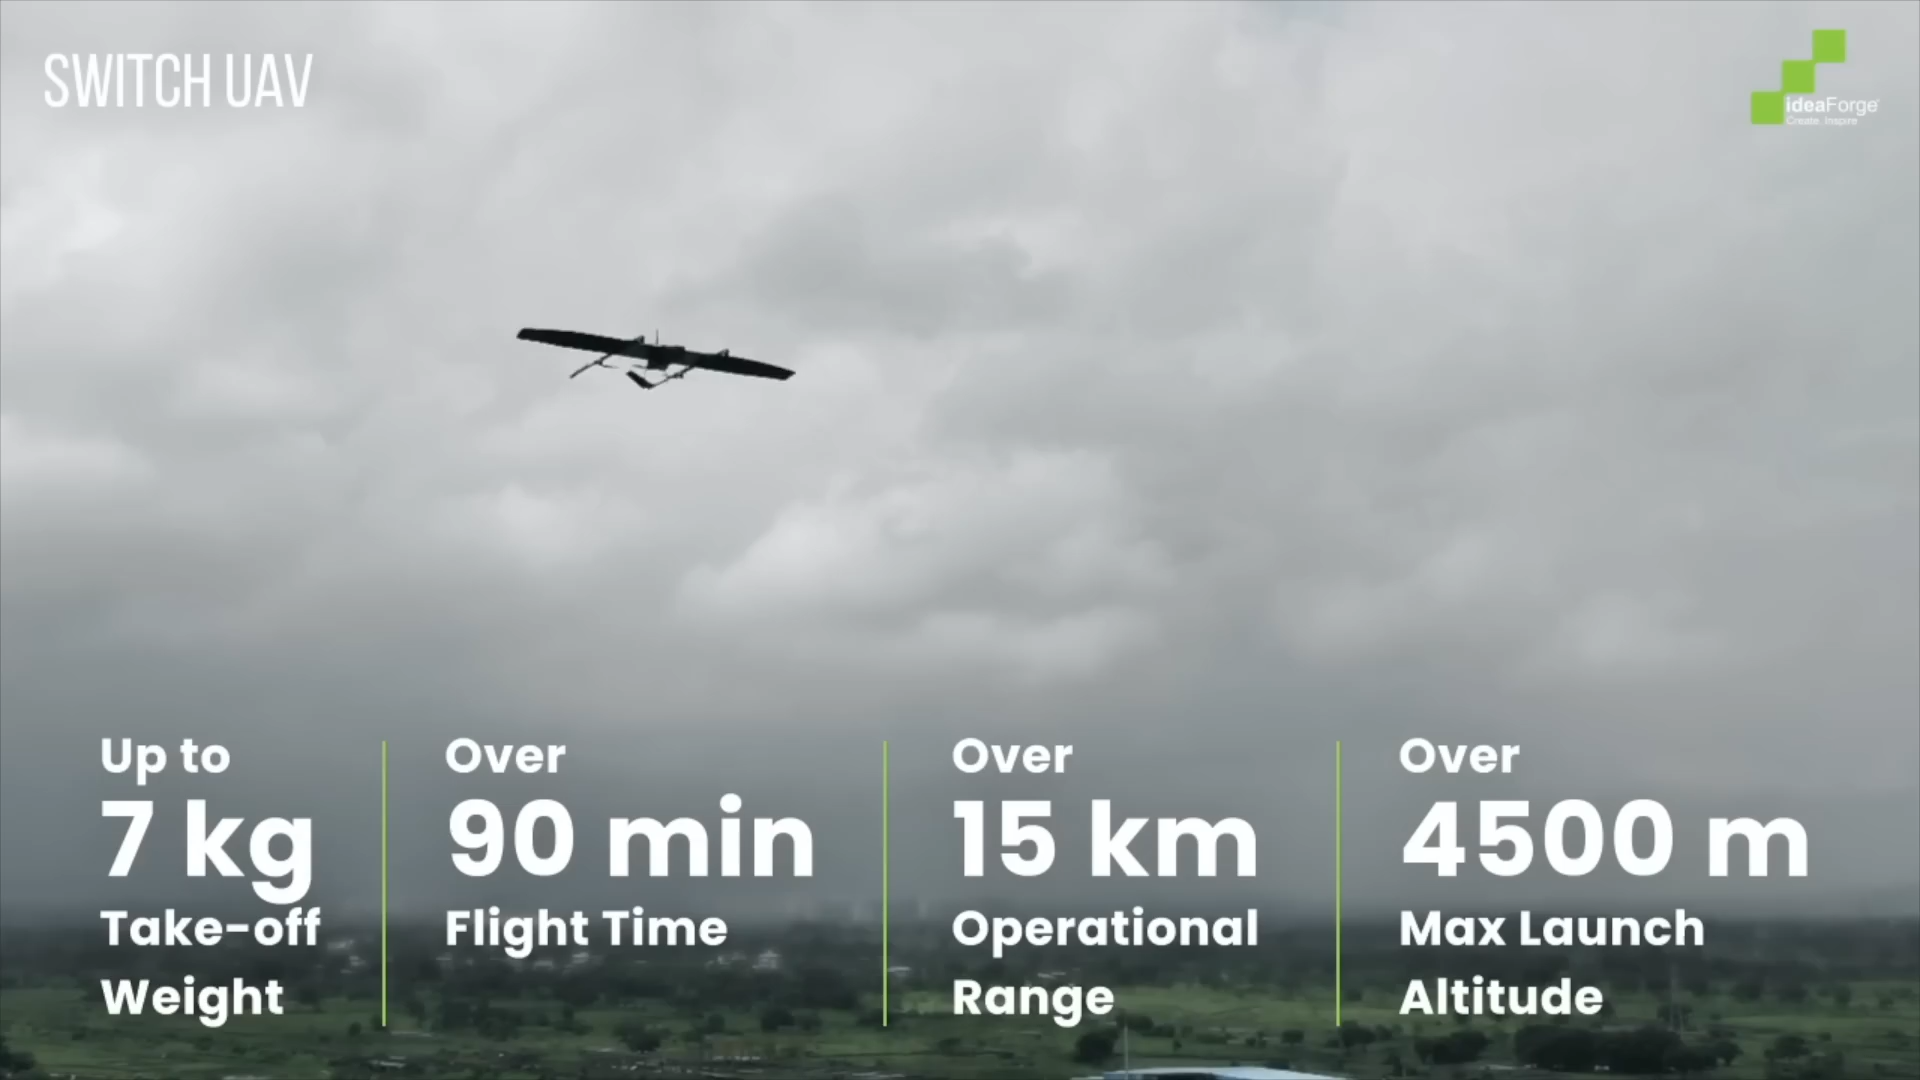 SWITCH UAV
ideaForge
Create. Inspire
Up to
7 kg
Take-off
Weight
Over
90 min
Flight Time
Over
15 km
Operational
Range
Over
4500 m
Max Launch
Altitude